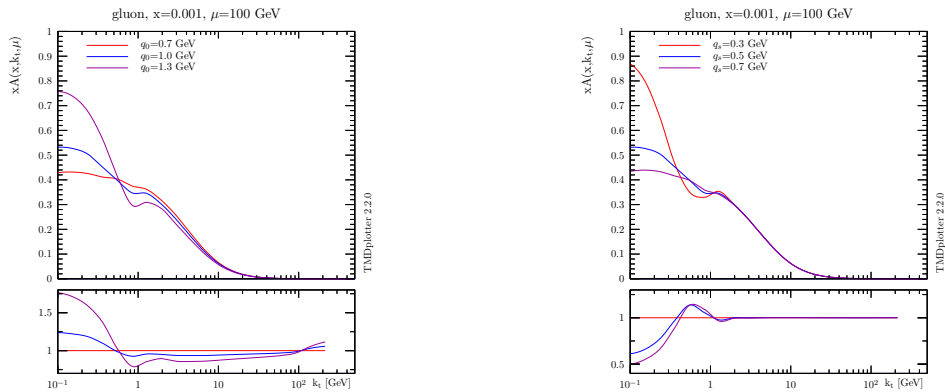 gluon, x=0.001, μ=100 GeV
xA(x,k_t,μ)
q_0=0.7 GeV
q_0=1.0 GeV
q_0=1.3 GeV
1
0.9
0.8
0.7
0.6
0.5
0.4
0.3
0.2
0.1
0
TMDplotter 2.2.0
1.5
1
10^−1
1
10
10^2
k_t [GeV]
gluon, x=0.001, μ=100 GeV
xA(x,k_t,μ)
q_s=0.3 GeV
q_s=0.5 GeV
q_s=0.7 GeV
1
0.9
0.8
0.7
0.6
0.5
0.4
0.3
0.2
0.1
0
TMDplotter 2.2.0
1
0.5
10^−1
1
10
10^2
k_t [GeV]